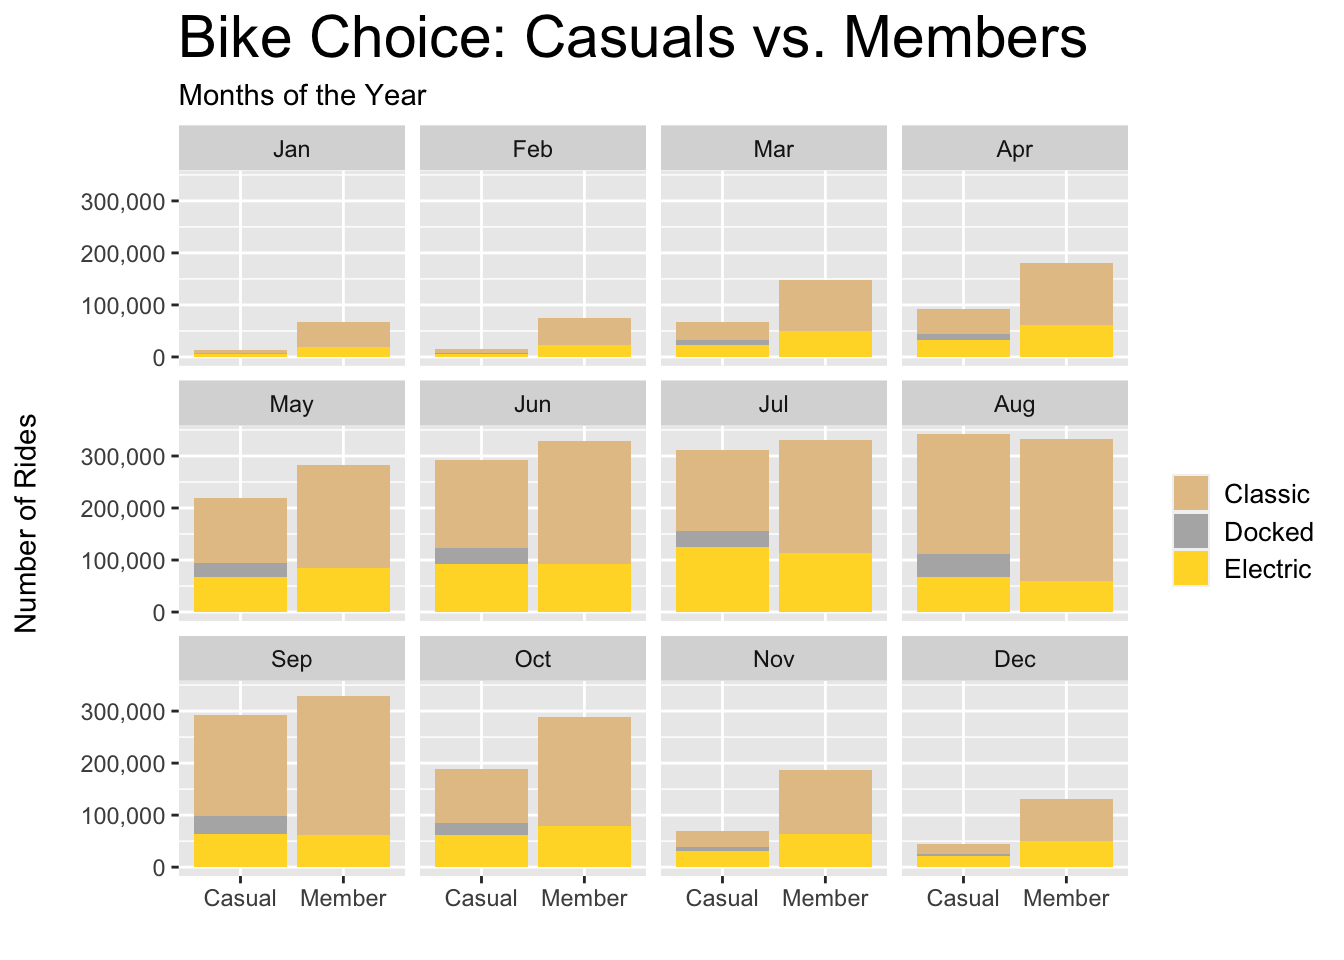 Bike Choice: Casuals vs. Members
Months of the Year
Jan
Feb
Mar
Apr
300,000
200,000
100,000
0
May
Jun
Jul
Aug
300,000
200,000
100,000
0
Sep
Oct
Nov
Dec
300,000
200,000
100,000
0
Casual Member
Casual Member
Casual Member
Casual Member
Number of Rides
Classic
Docked
Electric